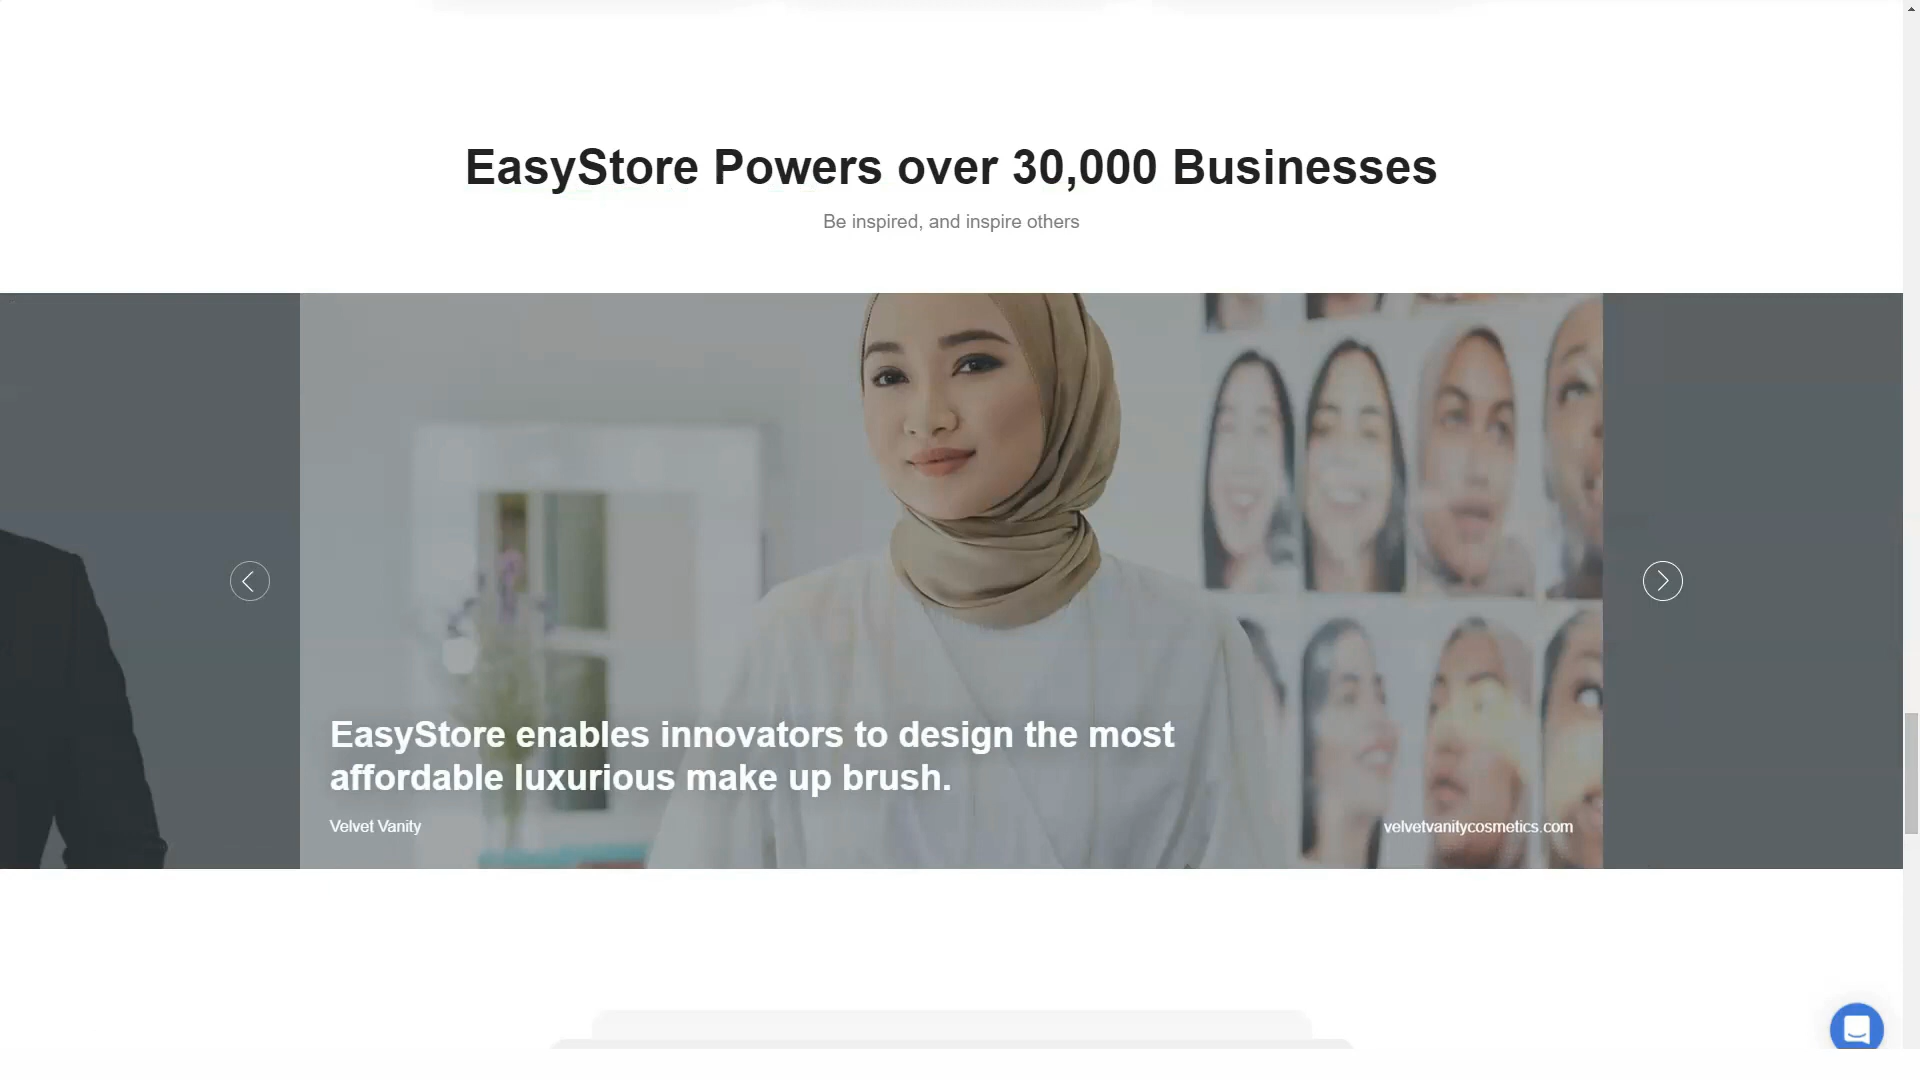 EasyStore Powers over 30,000 Businesses
Be inspired, and inspire others
EasyStore enables innovators to design the most
affordable luxurious make up brush.
Velvet Vanity
velvetvanitycosmetics.com